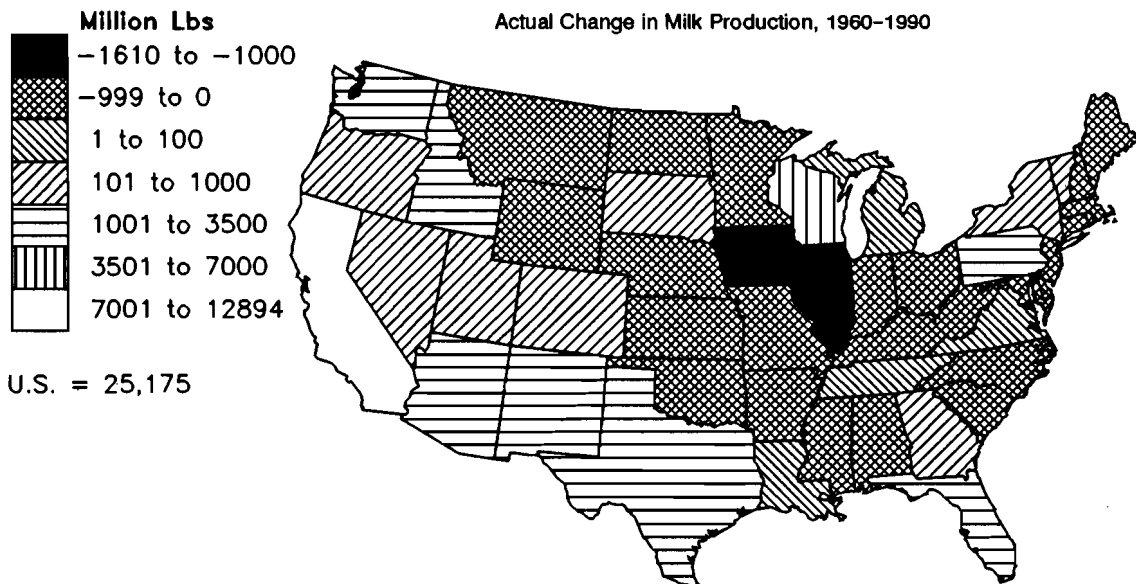 Million Lbs
Actual Change in Milk Production, 1960–1990
−1610 to −1000
−999 to 0
1 to 100
101 to 1000
1001 to 3500
3501 to 7000
7001 to 12894
U.S. = 25,175